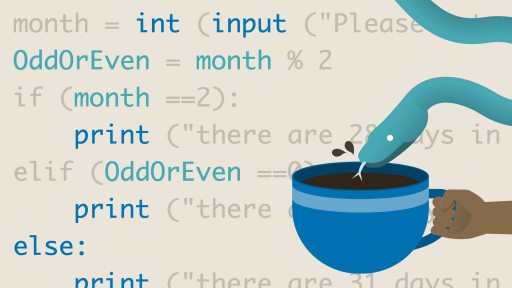 month = int (input ("Please
OddOrEven = month % 2
if (month ==2):
print ("there are 28 days in
elif (OddOrEven ==0)
print ("there
else:
print ("there are 31 days in